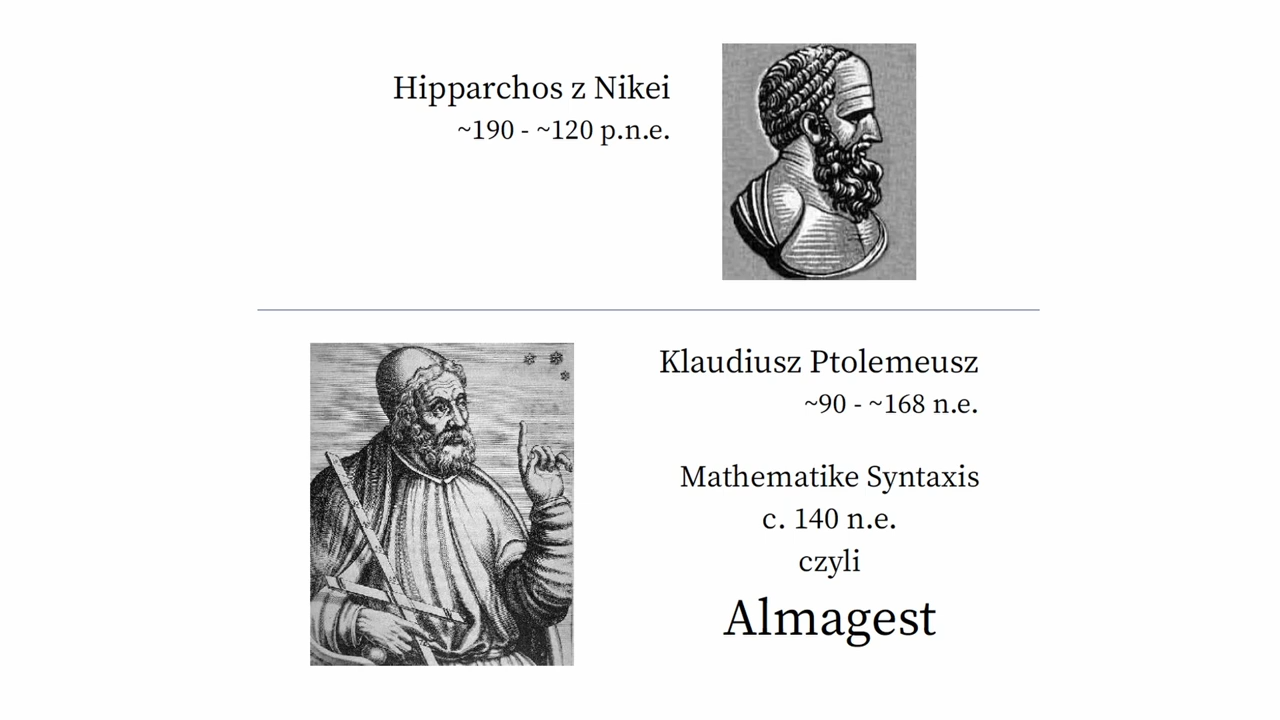 Hipparchos z Nikei
~190 - ~120 p.n.e.
Klaudiusz Ptolemeusz
~90 - ~168 n.e.
Mathematike Syntaxis
c. 140 n.e.
czyli
Almagest